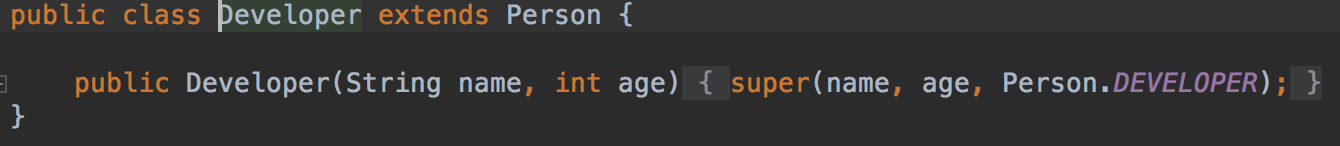 public class Developer extends Person {
public Developer(String name, int age) { super(name, age, Person.DEVELOPER); }
}